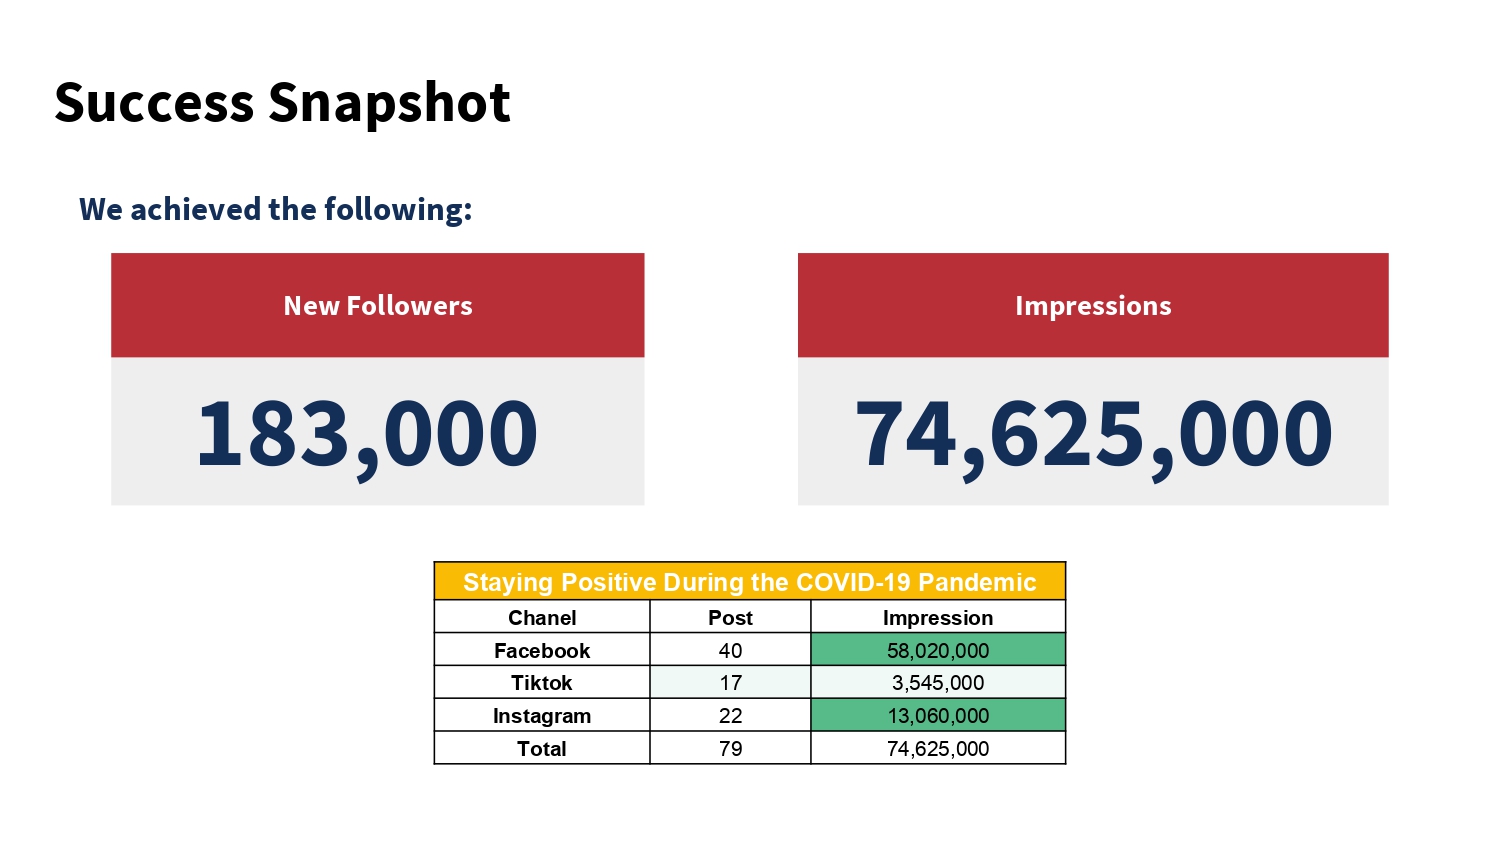 Success Snapshot
We achieved the following:
New Followers
183,000
Impressions
74,625,000
Staying Positive During the COVID-19 Pandemic
Chanel Post Impression
Facebook 40 58,020,000
Tiktok 17 3,545,000
Instagram 22 13,060,000
Total 79 74,625,000